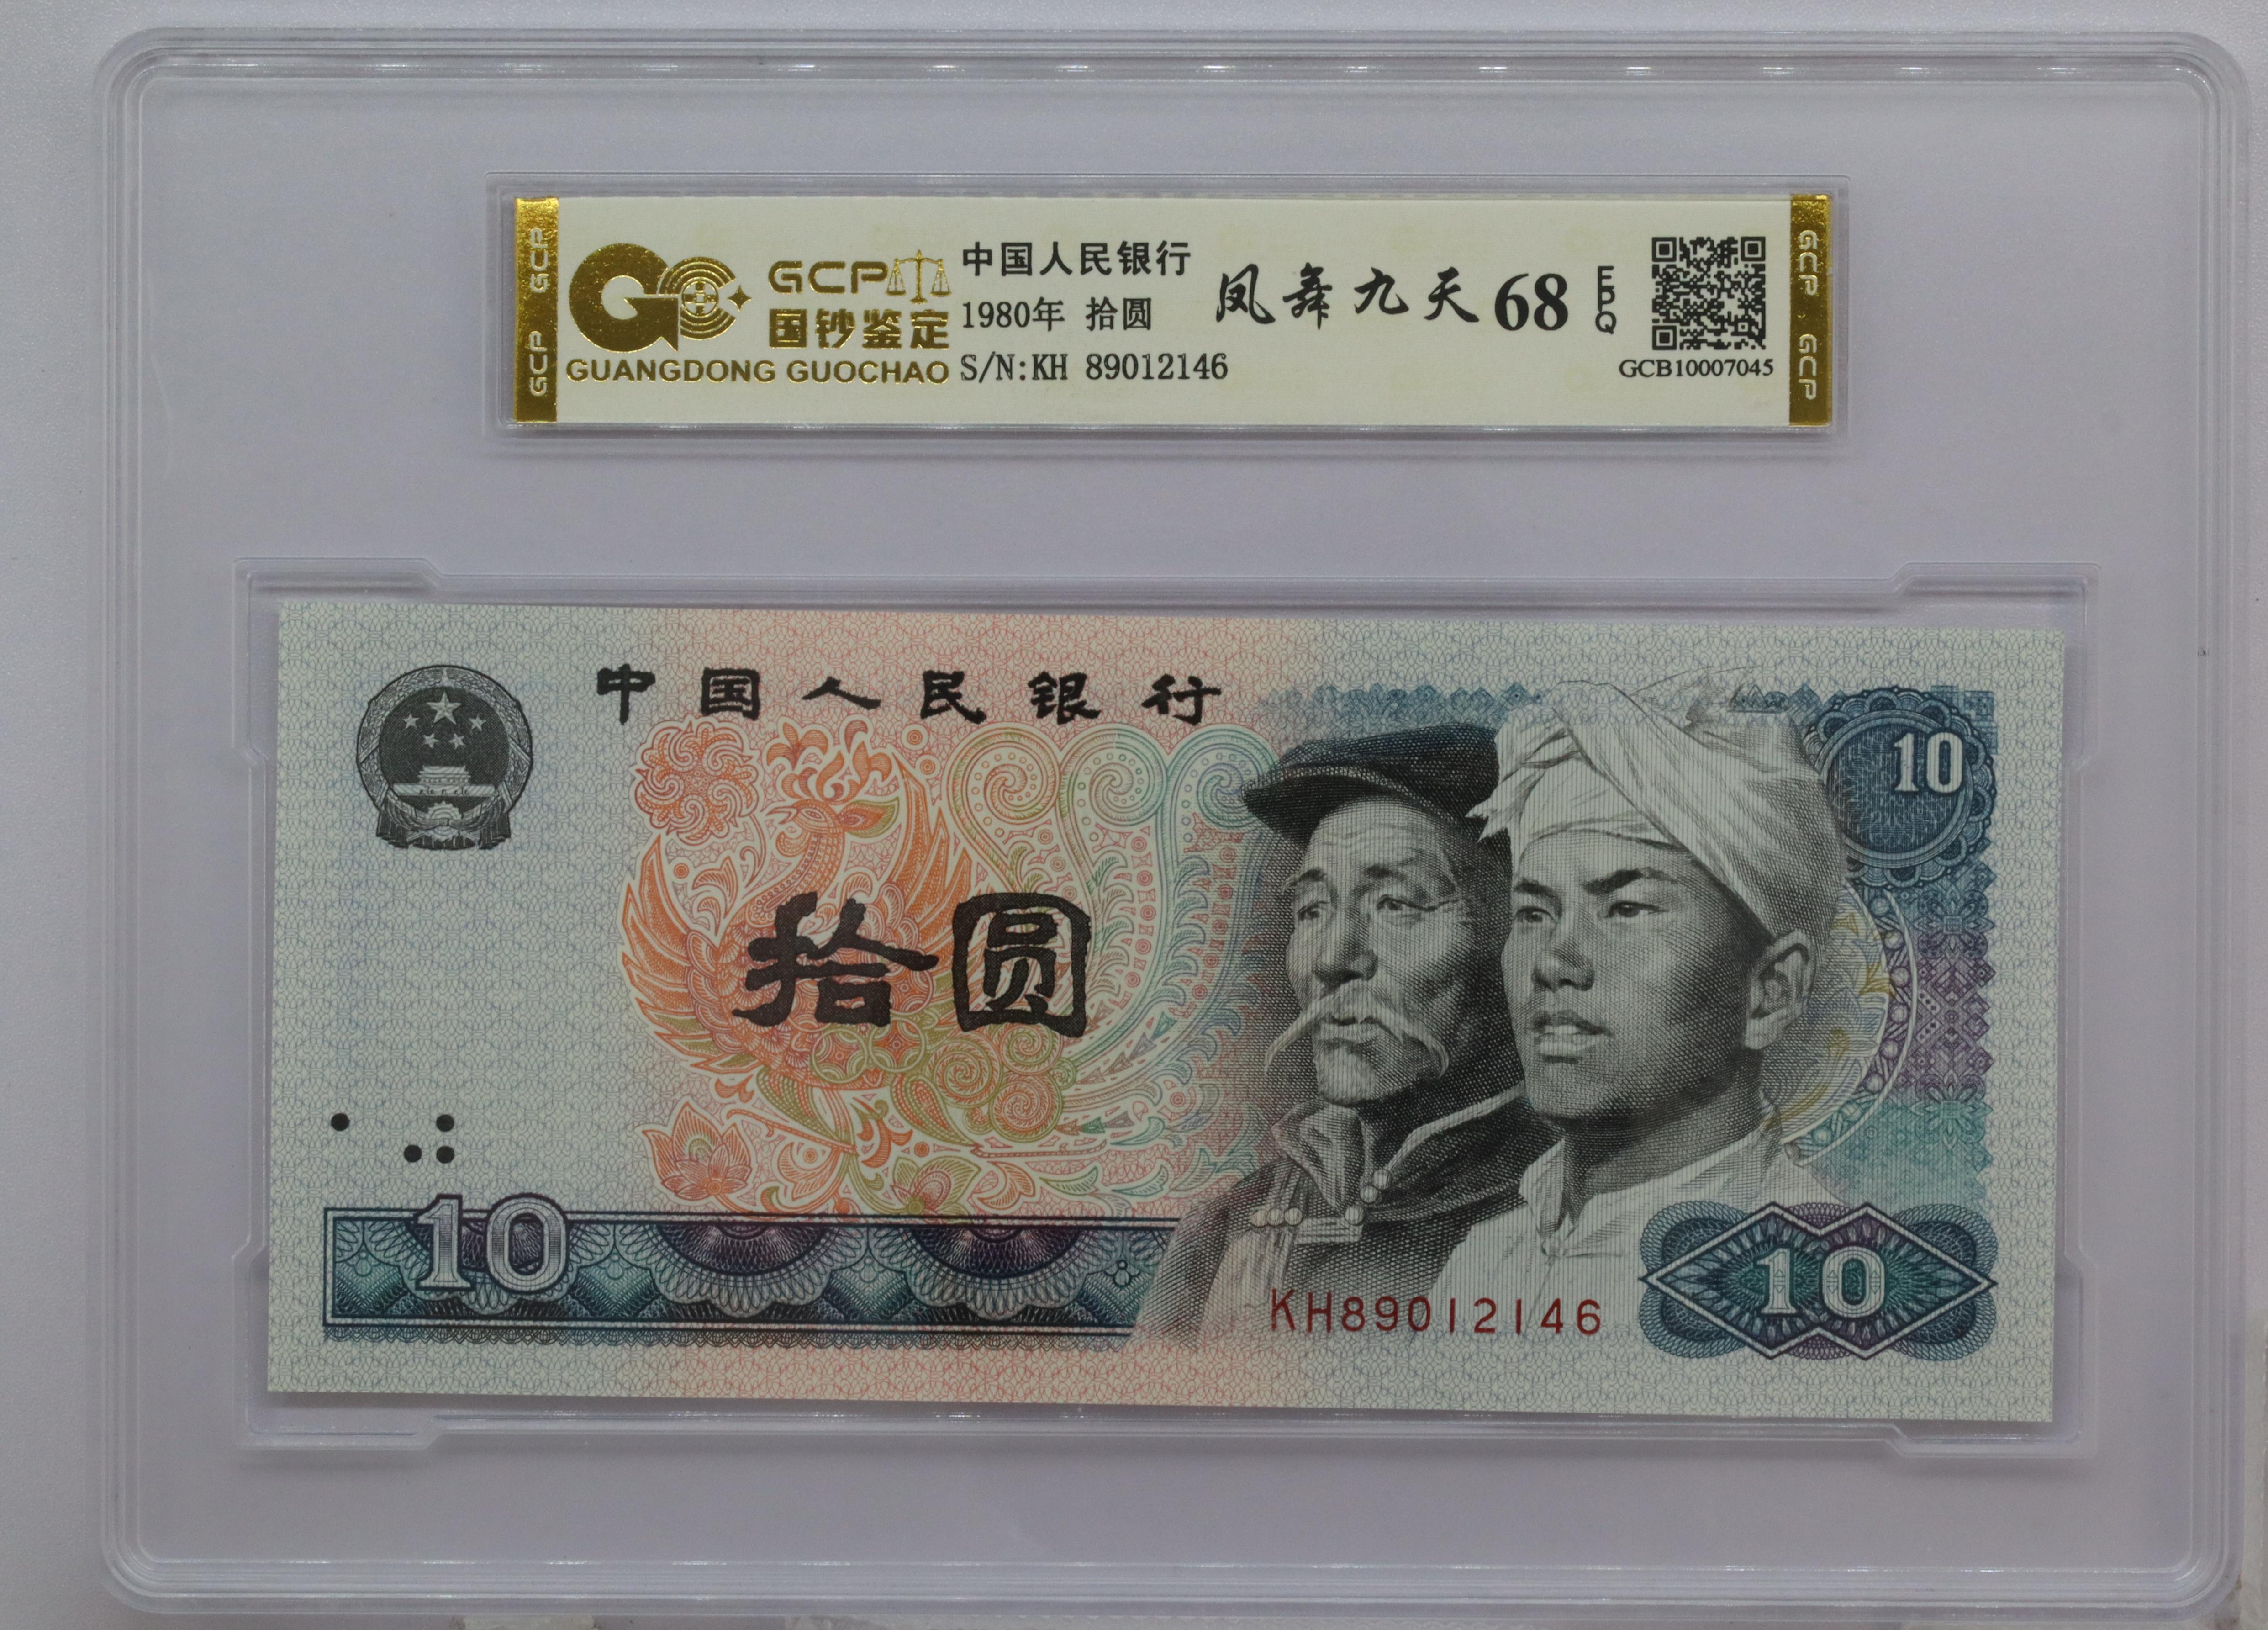 GCP GCP
GCP
国钞鉴定
GUANGDONG GUOCHAO
中国人民银行
1980年 拾圆
S/N:KH 89012146
凤舞九天 68 EPQ
GCB10007045
GCP GCP
中国人民银行
10
拾圆
10
KH89012146
10